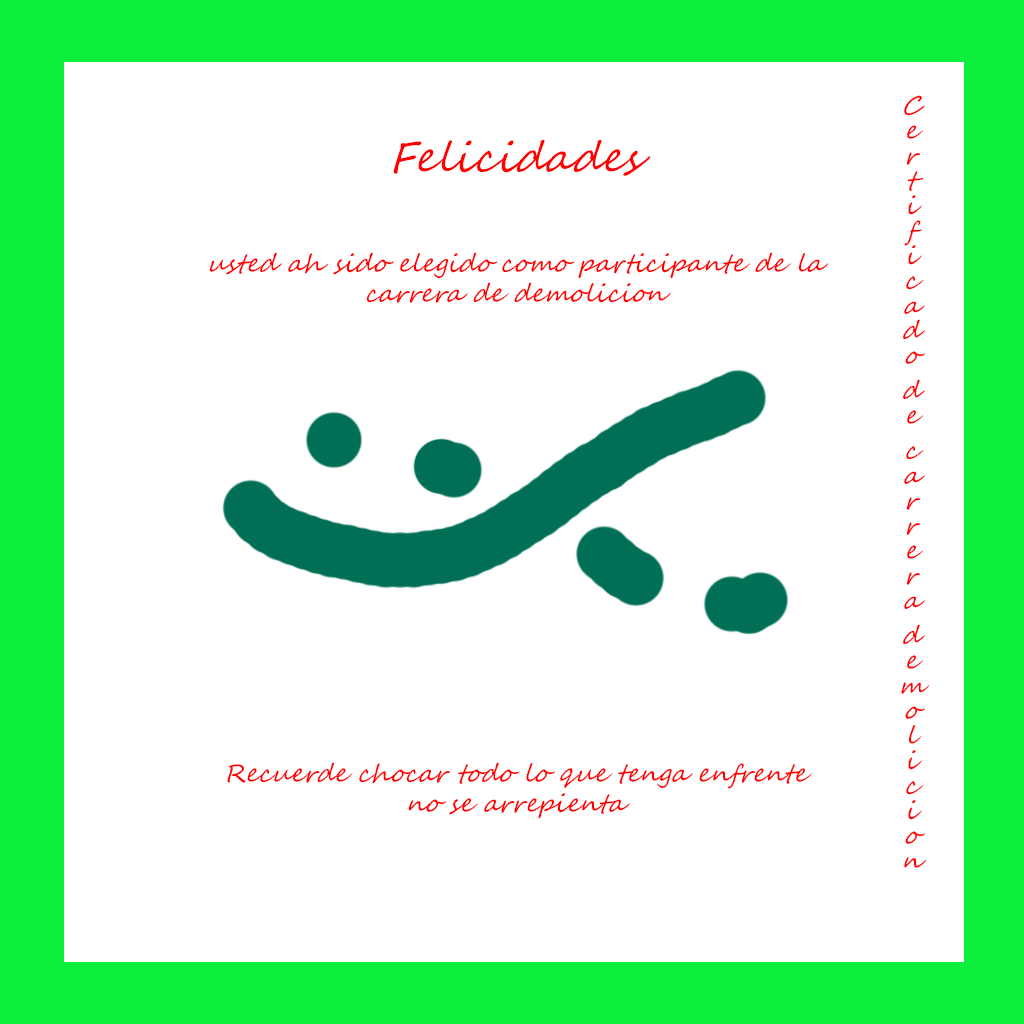 Felicidades
usted ah sido elegido como participante de la
carrera de demolicion
Recuerde chocar todo lo que tenga enfrente
no se arrepienta
Certificado de carrera demolicion